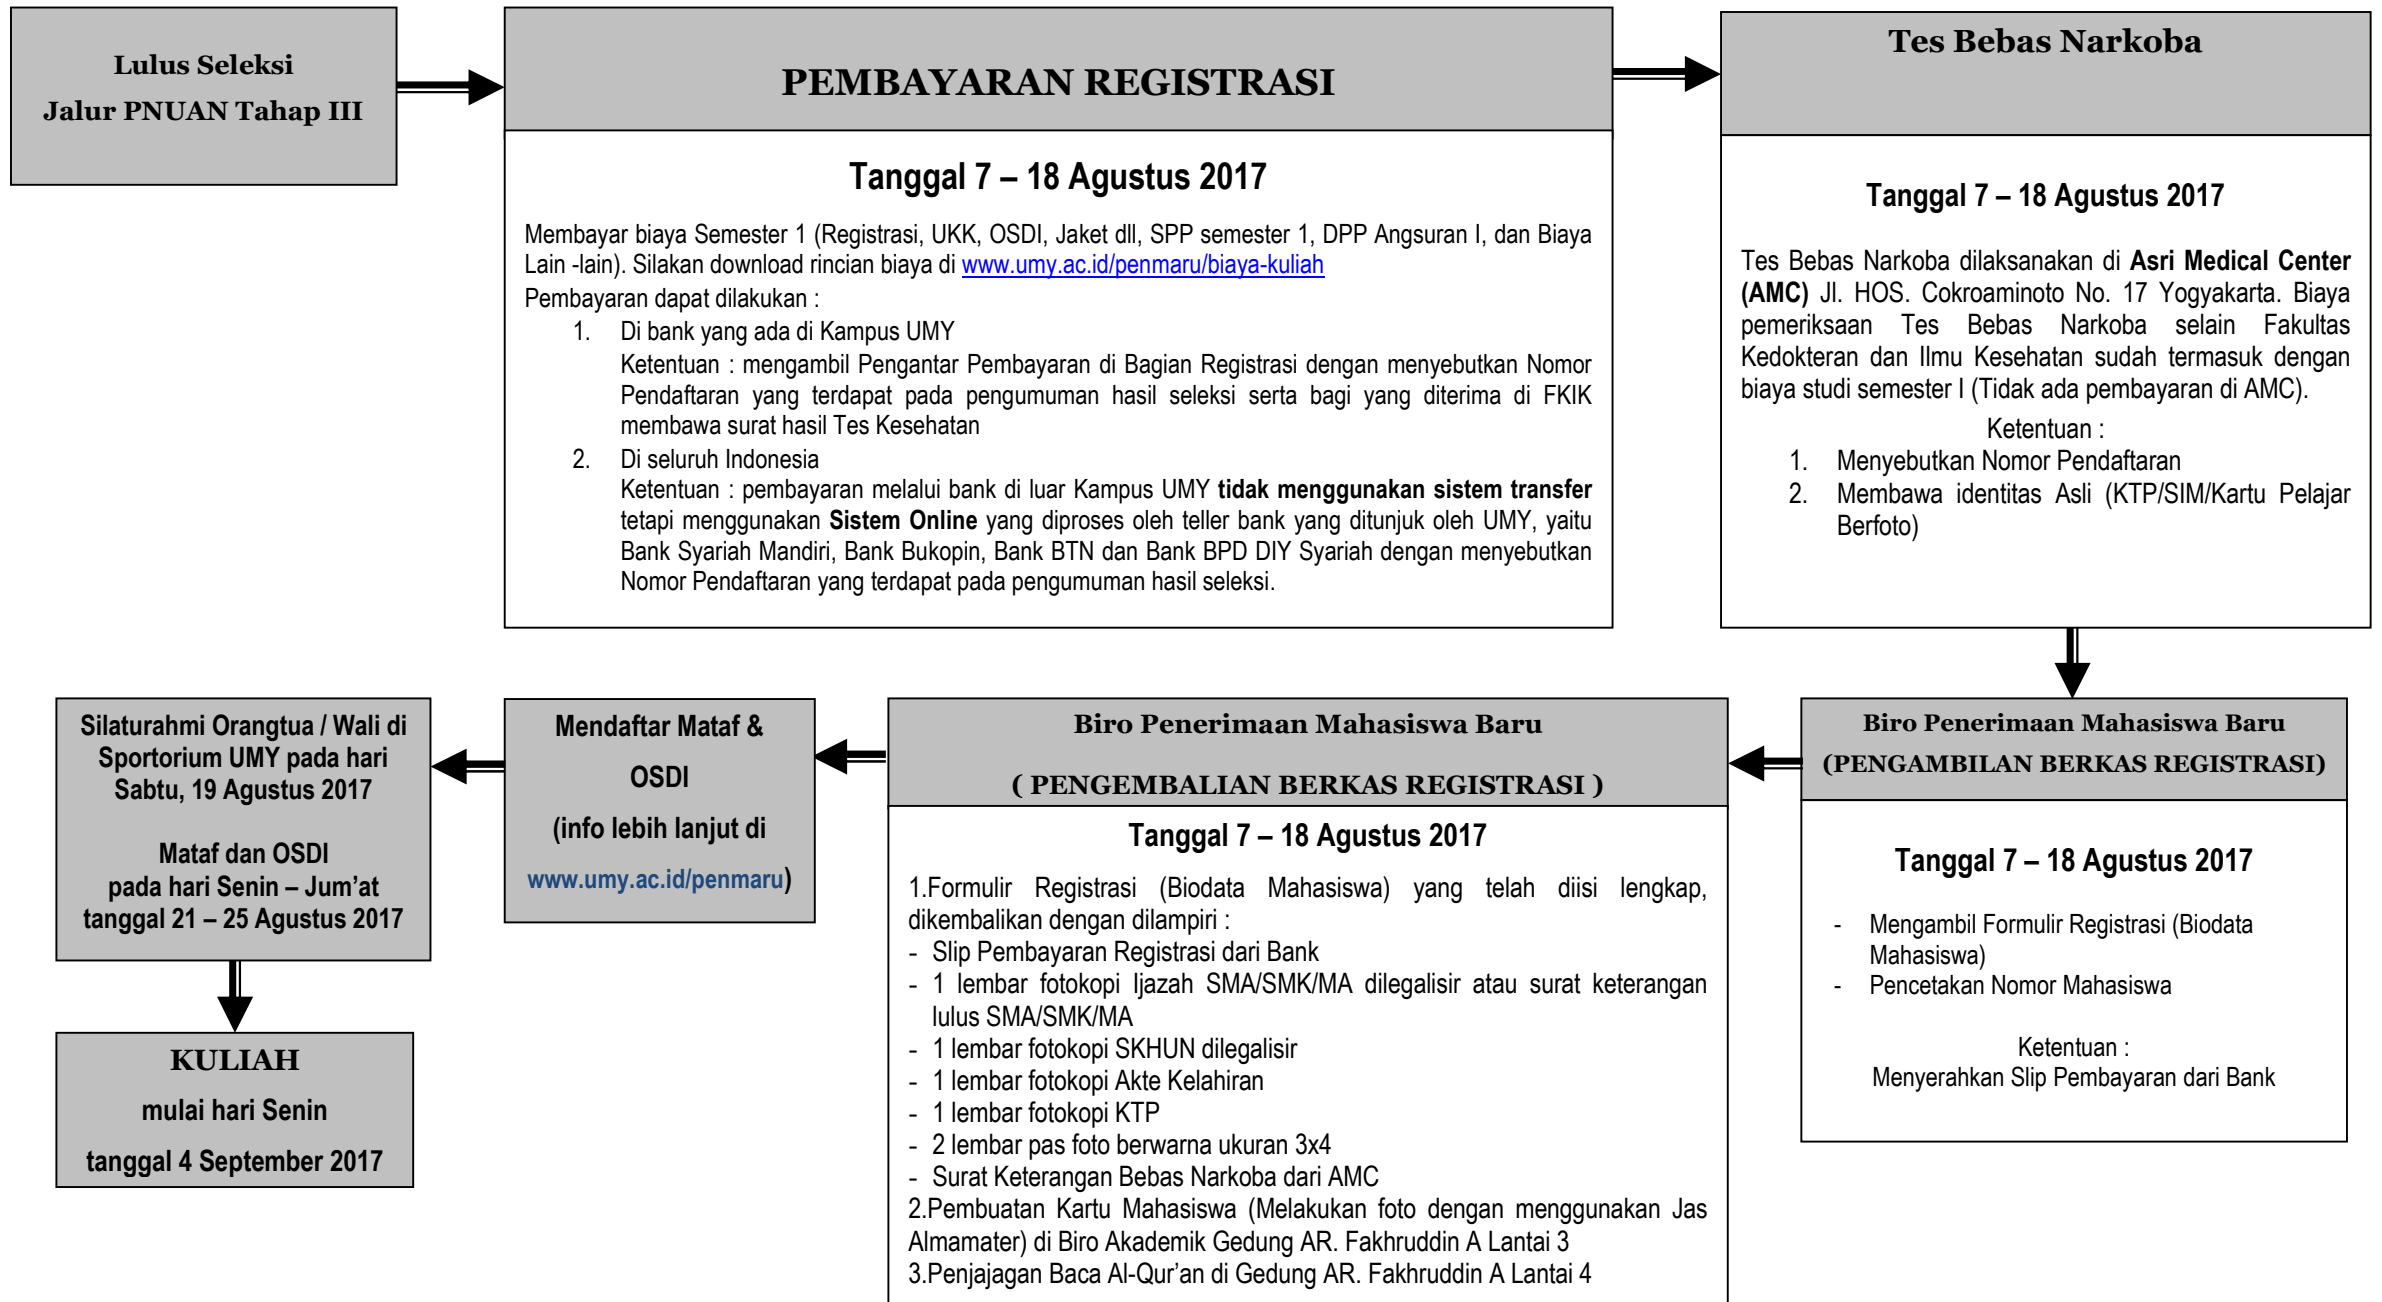 Lulus Seleksi
Jalur PNUAN Tahap III
PEMBAYARAN REGISTRASI
Tanggal 7 – 18 Agustus 2017
Membayar biaya Semester 1 (Registrasi, UKK, OSDI, Jaket dll, SPP semester 1, DPP Angsuran I, dan Biaya
Lain -lain). Silakan download rincian biaya di www.umy.ac.id/penmaru/biaya-kuliah
Pembayaran dapat dilakukan :
1. Di bank yang ada di Kampus UMY
Ketentuan : mengambil Pengantar Pembayaran di Bagian Registrasi dengan menyebutkan Nomor
Pendaftaran yang terdapat pada pengumuman hasil seleksi serta bagi yang diterima di FKIK
membawa surat hasil Tes Kesehatan
2. Di seluruh Indonesia
Ketentuan : pembayaran melalui bank di luar Kampus UMY tidak menggunakan sistem transfer
tetapi menggunakan Sistem Online yang diproses oleh teller bank yang ditunjuk oleh UMY, yaitu
Bank Syariah Mandiri, Bank Bukopin, Bank BTN dan Bank BPD DIY Syariah dengan menyebutkan
Nomor Pendaftaran yang terdapat pada pengumuman hasil seleksi.
Tes Bebas Narkoba
Tanggal 7 – 18 Agustus 2017
Tes Bebas Narkoba dilaksanakan di Asri Medical Center
(AMC) Jl. HOS. Cokroaminoto No. 17 Yogyakarta. Biaya
pemeriksaan Tes Bebas Narkoba selain Fakultas
Kedokteran dan Ilmu Kesehatan sudah termasuk dengan
biaya studi semester I (Tidak ada pembayaran di AMC).
Ketentuan :
1. Menyebutkan Nomor Pendaftaran
2. Membawa identitas Asli (KTP/SIM/Kartu Pelajar
Berfoto)
Biro Penerimaan Mahasiswa Baru
(PENGAMBILAN BERKAS REGISTRASI)
Tanggal 7 – 18 Agustus 2017
- Mengambil Formulir Registrasi (Biodata
Mahasiswa)
- Pencetakan Nomor Mahasiswa
Ketentuan :
Menyerahkan Slip Pembayaran dari Bank
Biro Penerimaan Mahasiswa Baru
( PENGEMBALIAN BERKAS REGISTRASI )
Tanggal 7 – 18 Agustus 2017
1.Formulir Registrasi (Biodata Mahasiswa) yang telah diisi lengkap,
dikembalikan dengan dilampiri :
- Slip Pembayaran Registrasi dari Bank
- 1 lembar fotokopi Ijazah SMA/SMK/MA dilegalisir atau surat keterangan
lulus SMA/SMK/MA
- 1 lembar fotokopi SKHUN dilegalisir
- 1 lembar fotokopi Akte Kelahiran
- 1 lembar fotokopi KTP
- 2 lembar pas foto berwarna ukuran 3x4
- Surat Keterangan Bebas Narkoba dari AMC
2.Pembuatan Kartu Mahasiswa (Melakukan foto dengan menggunakan Jas
Almamater) di Biro Akademik Gedung AR. Fakhruddin A Lantai 3
3.Penjajagan Baca Al-Qur’an di Gedung AR. Fakhruddin A Lantai 4
Mendaftar Mataf &
OSDI
(info lebih lanjut di
www.umy.ac.id/penmaru)
Silaturahmi Orangtua / Wali di
Sportorium UMY pada hari
Sabtu, 19 Agustus 2017
Mataf dan OSDI
pada hari Senin – Jum’at
tanggal 21 – 25 Agustus 2017
KULIAH
mulai hari Senin
tanggal 4 September 2017